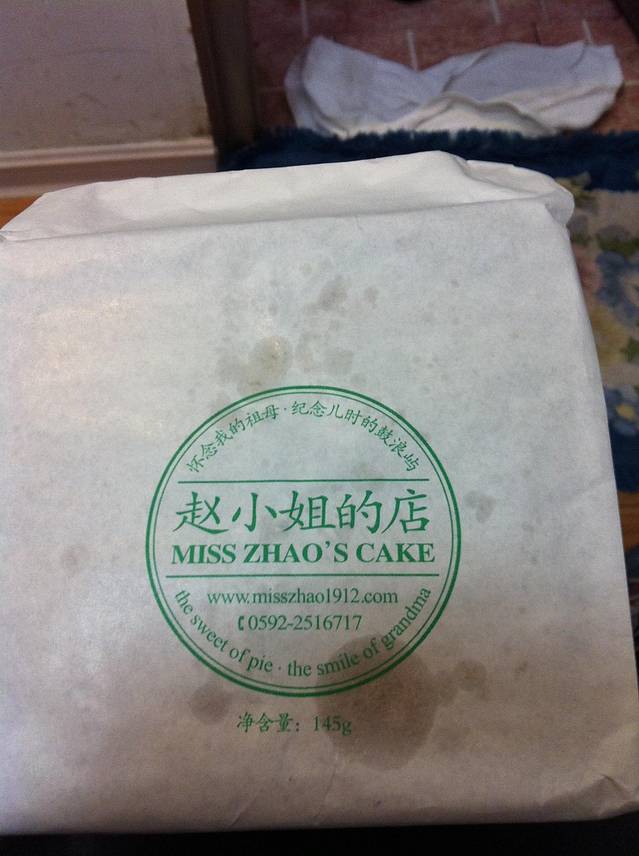 怀念我的祖母·纪念儿时的鼓浪屿
赵小姐的店
MISS ZHAO'S CAKE
www.misszhao1912.com
0592-2516717
the sweet of pie · the smile of grandma
净含量：145g